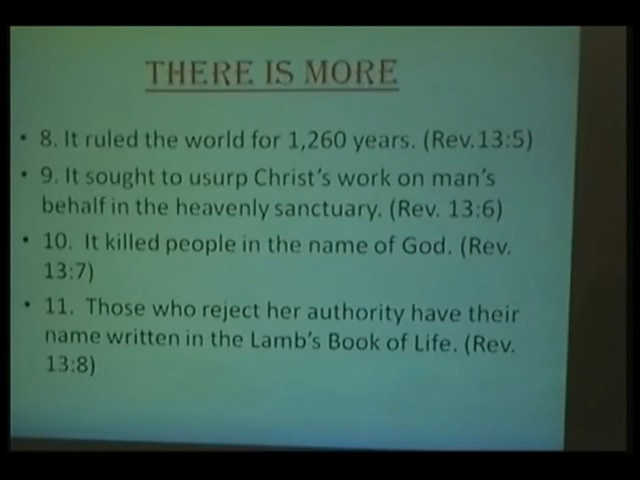 THERE IS MORE
• 8. It ruled the world for 1,260 years. (Rev.13:5)
• 9. It sought to usurp Christ's work on man's
behalf in the heavenly sanctuary. (Rev. 13:6)
• 10. It killed people in the name of God. (Rev.
13:7)
• 11. Those who reject her authority have their
name written in the Lamb's Book of Life. (Rev.
13:8)